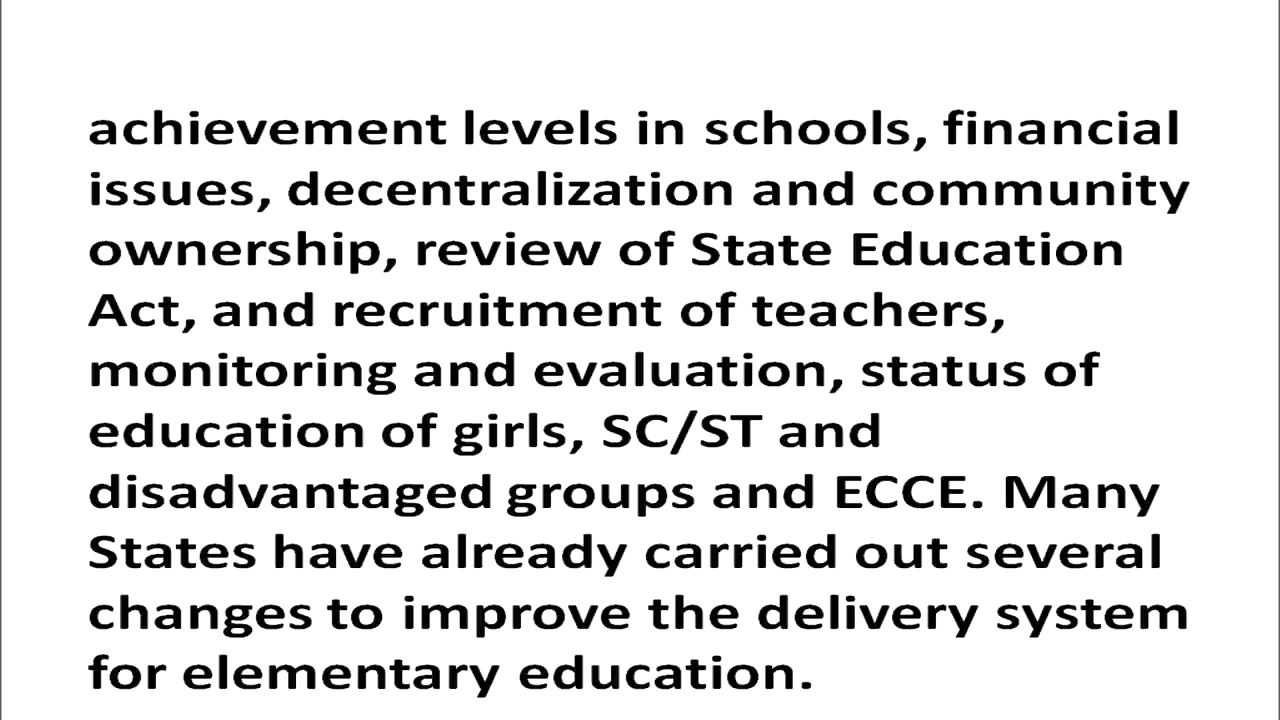 achievement levels in schools, financial
issues, decentralization and community
ownership, review of State Education
Act, and recruitment of teachers,
monitoring and evaluation, status of
education of girls, SC/ST and
disadvantaged groups and ECCE. Many
States have already carried out several
changes to improve the delivery system
for elementary education.